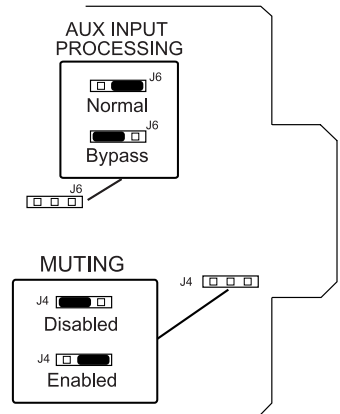 AUX INPUT
PROCESSING
J6
Normal
J6
Bypass
J6
MUTING
J4
J4
Disabled
J4
Enabled